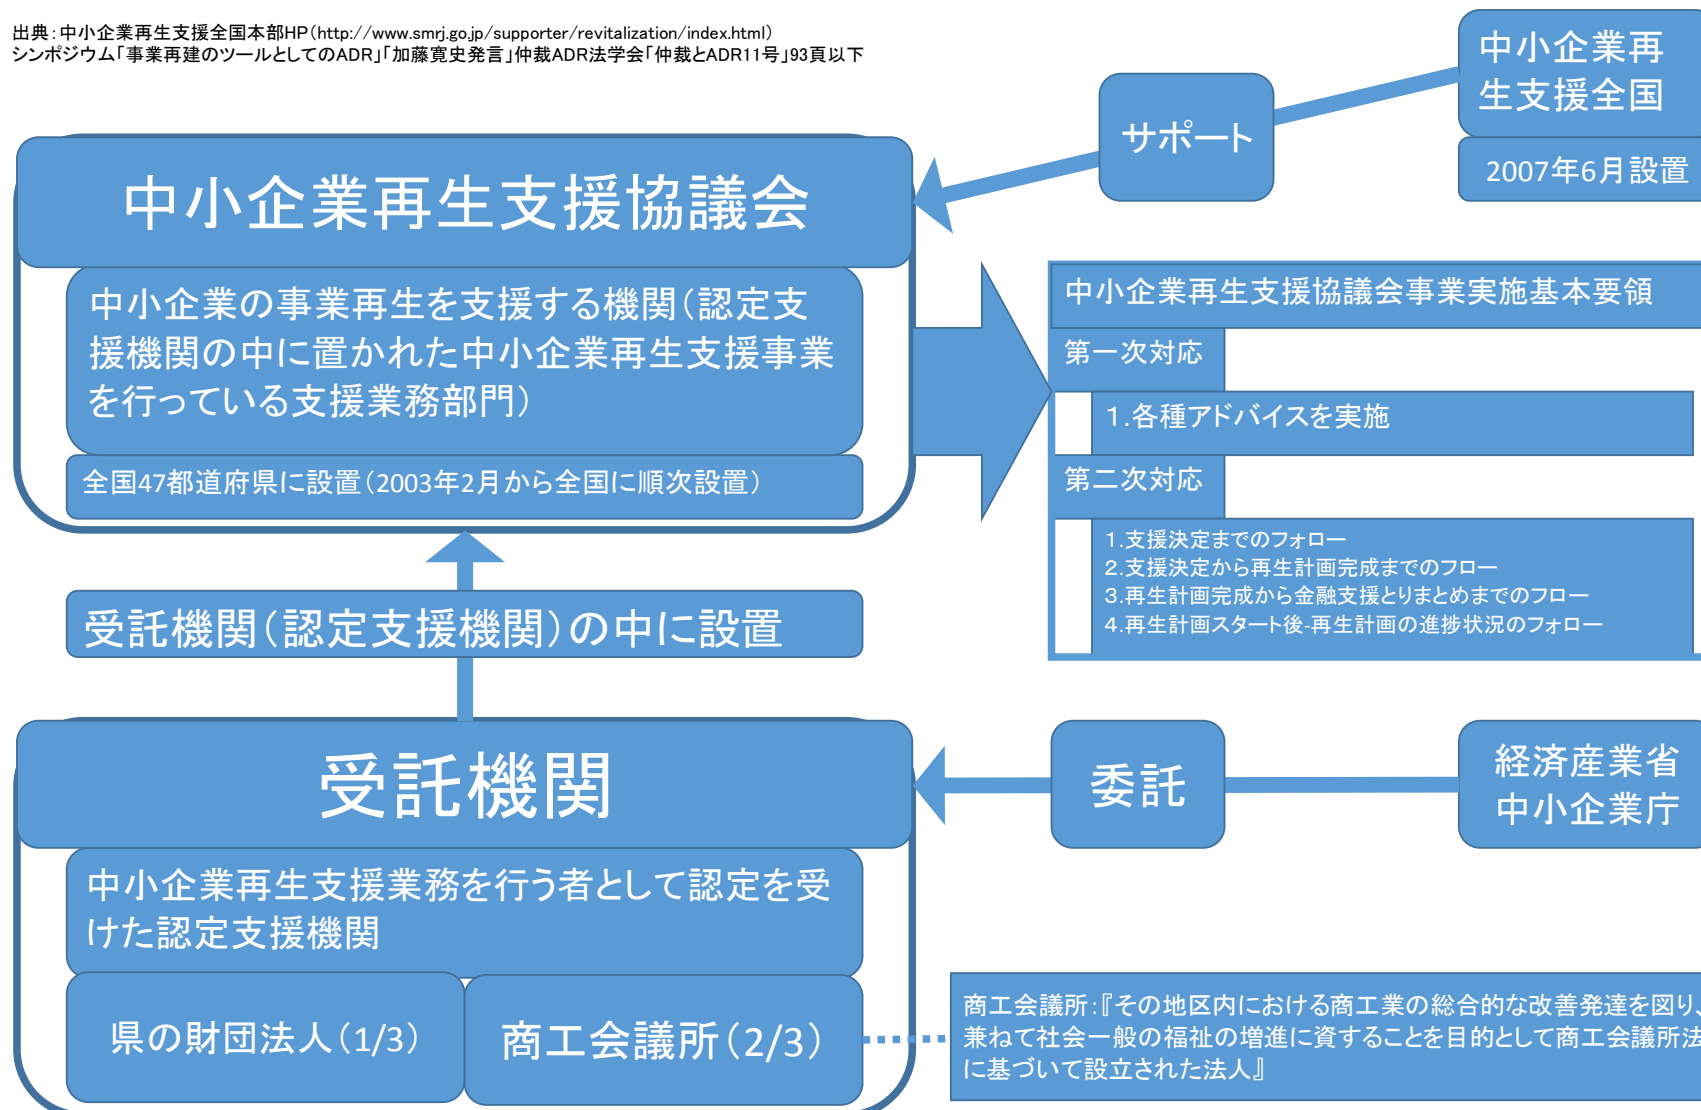 出典：中小企業再生支援全国本部HP（http://www.smrj.go.jp/supporter/revitalization/index.html）
シンポジウム「事業再建のツールとしてのADR」「加藤寛史発言」仲裁ADR法学会「仲裁とADR11号」93頁以下
中小企業再
生支援全国
2007年6月設置
サポート
中小企業再生支援協議会
中小企業の事業再生を支援する機関（認定支
援機関の中に置かれた中小企業再生支援事業
を行っている支援業務部門）
全国47都道府県に設置（2003年2月から全国に順次設置）
中小企業再生支援協議会事業実施基本要領
第一次対応
１.各種アドバイスを実施
第二次対応
１.支援決定までのフォロー
２.支援決定から再生計画完成までのフロー
３.再生計画完成から金融支援とりまとめまでのフロー
４.再生計画スタート後-再生計画の進捗状況のフォロー
受託機関（認定支援機関）の中に設置
受託機関
委託
経済産業省
中小企業庁
中小企業再生支援業務を行う者として認定を受
けた認定支援機関
県の財団法人（1/3）
商工会議所（2/3）
商工会議所：『その地区内における商工業の総合的な改善発達を図り、
兼ねて社会一般の福祉の増進に資することを目的として商工会議所法
に基づいて設立された法人』